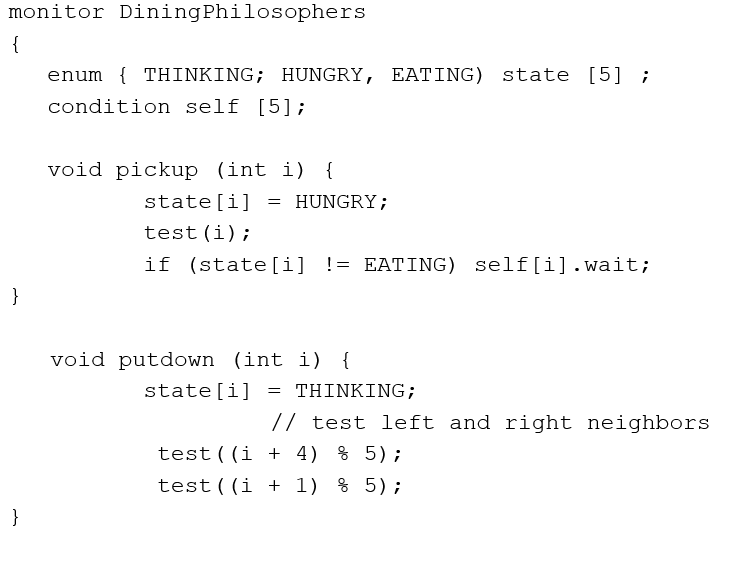 monitor DiningPhilosophers
{
enum { THINKING; HUNGRY, EATING) state [5] ;
condition self [5];
void pickup (int i) {
state[i] = HUNGRY;
test(i);
if (state[i] != EATING) self[i].wait;
}
void putdown (int i) {
state[i] = THINKING;
// test left and right neighbors
test((i + 4) % 5);
test((i + 1) % 5);
}